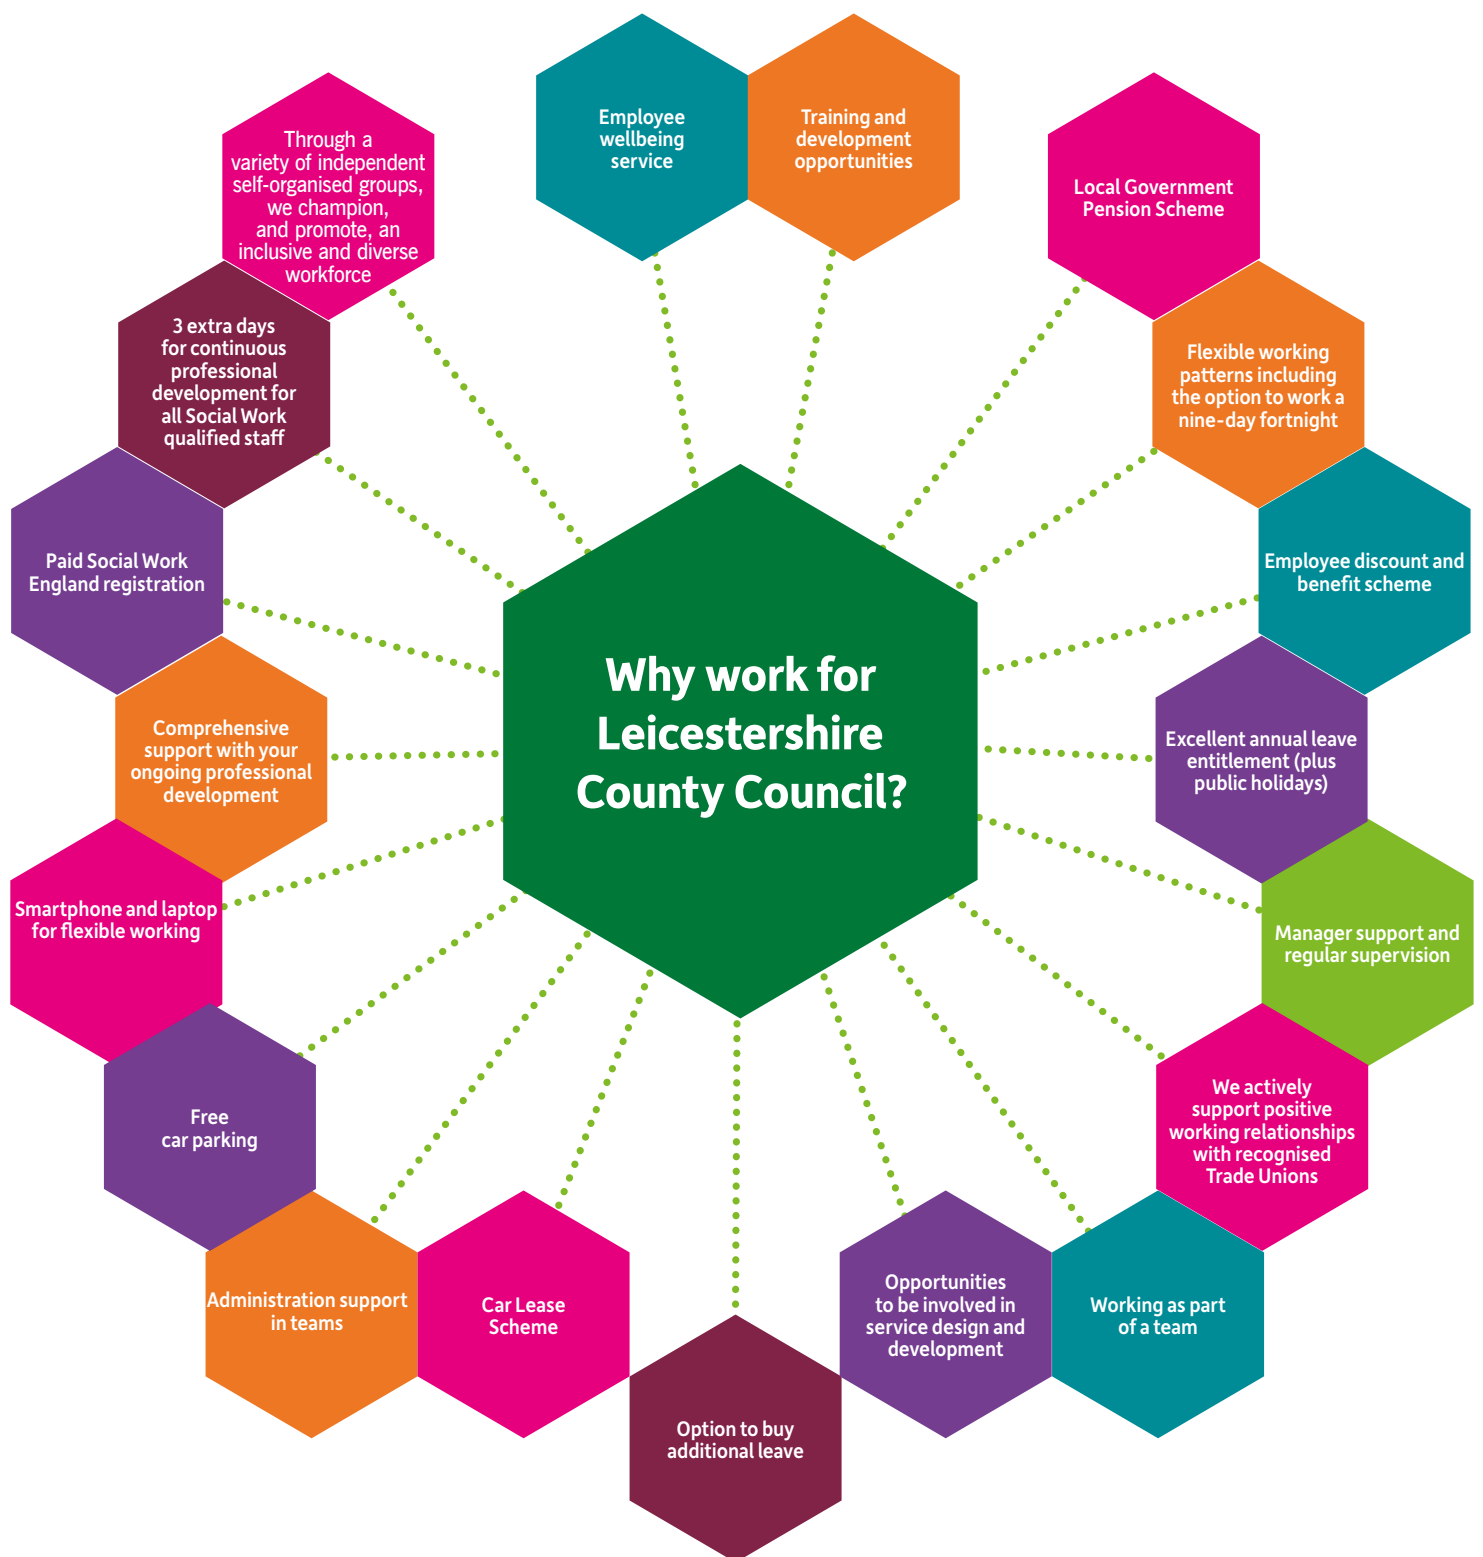 Why work for
Leicestershire
County Council?
Employee
wellbeing
service
Training and
development
opportunities
Local Government
Pension Scheme
Flexible working
patterns including
the option to work a
nine-day fortnight
Employee discount and
benefit scheme
Excellent annual leave
entitlement (plus
public holidays)
Manager support and
regular supervision
We actively
support positive
working relationships
with recognised
Trade Unions
Working as part
of a team
Opportunities
to be involved in
service design and
development
Option to buy
additional leave
Car Lease
Scheme
Administration support
in teams
Free
car parking
Smartphone and laptop
for flexible working
Comprehensive
support with your
ongoing professional
development
Paid Social Work
England registration
3 extra days
for continuous
professional
development for
all Social Work
qualified staff
Through a
variety of independent
self-organised groups,
we champion,
and promote, an
inclusive and diverse
workforce